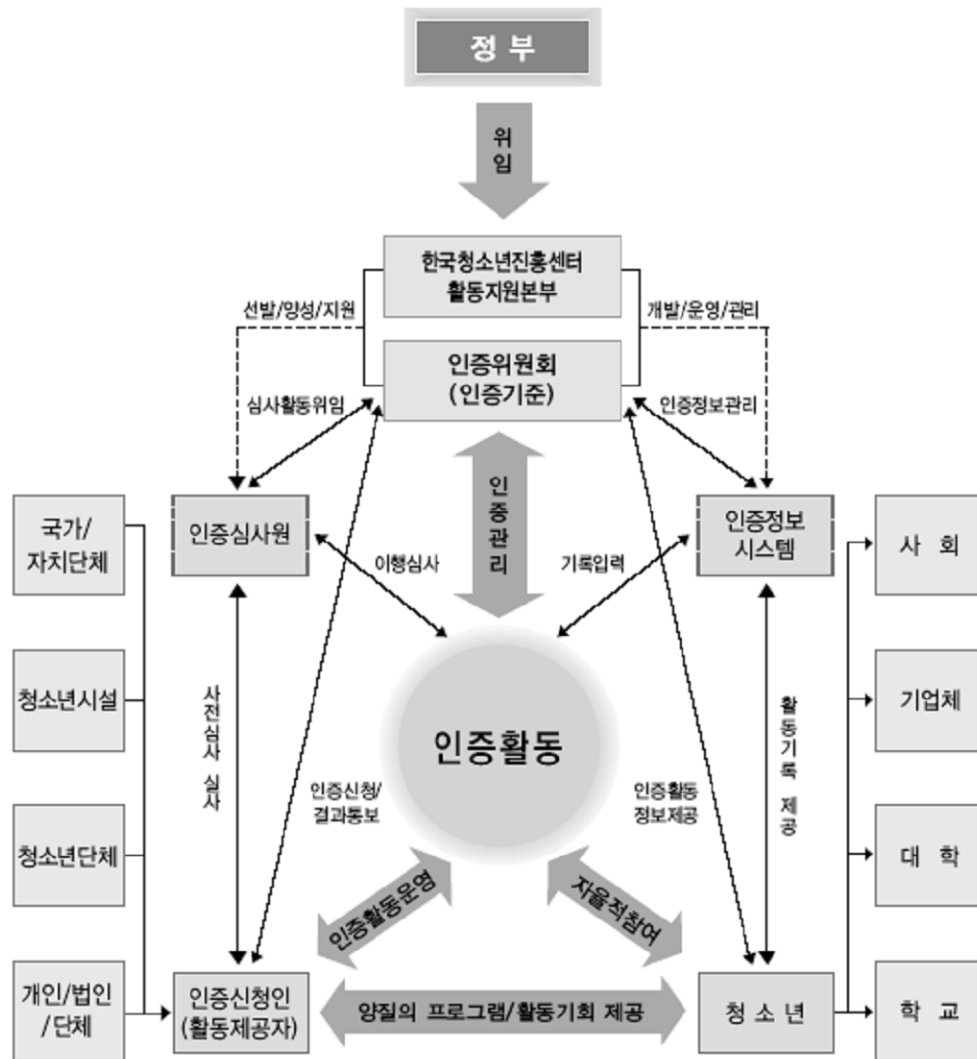 정 부
위
임
한국청소년진흥센터
활동지원본부
선발/양성/지원
개발/운영/관리
인증위원회
(인증기준)
심사활동위임
인증정보관리
인
증
관
리
국가/
자치단체
인증심사원
인증정보
시스템
사 회
이행심사
기록입력
청소년시설
사전심사 실사
인증활동
활동기록 제공
기업체
인증신청/
결과통보
인증활동
정보제공
청소년단체
대 학
인증활동운영
자율적참여
개인/법인
/단체
인증신청인
(활동제공자)
양질의 프로그램/활동기회 제공
청 소 년
학 교